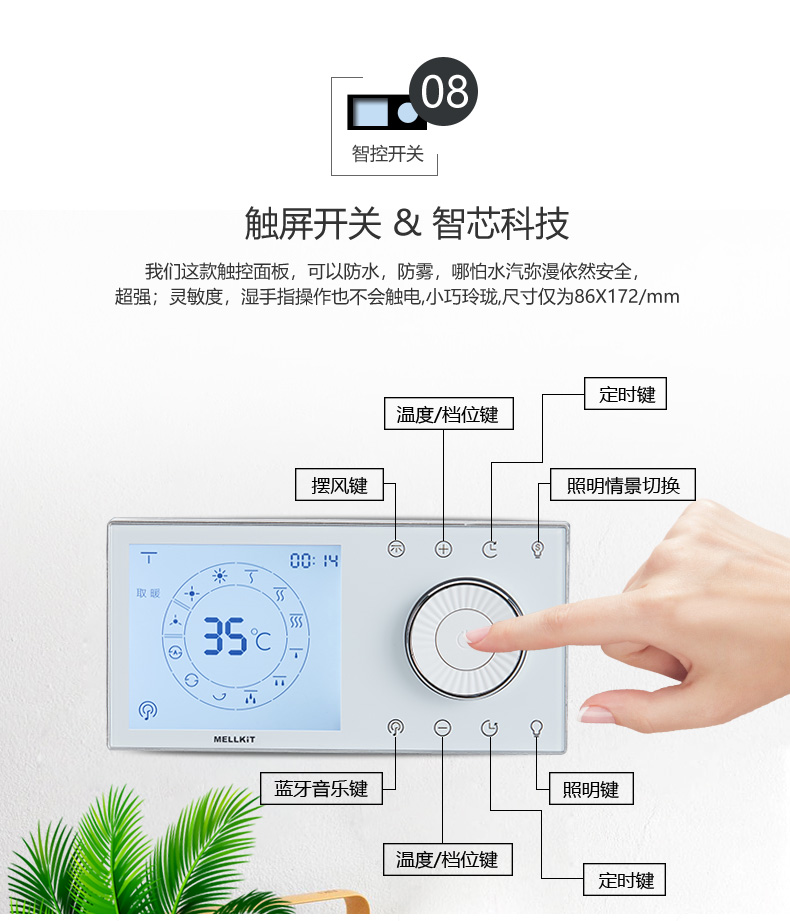 08
智控开关
触屏开关 & 智芯科技
我们这款触控面板，可以防水，防雾，哪怕水汽弥漫依然安全，
超强；灵敏度，湿手指操作也不会触电,小巧玲珑,尺寸仅为86X172/mm
定时键
温度/档位键
摆风键
照明情景切换
00:14
取暖
35℃
MELLKIT
蓝牙音乐键
照明键
温度/档位键
定时键